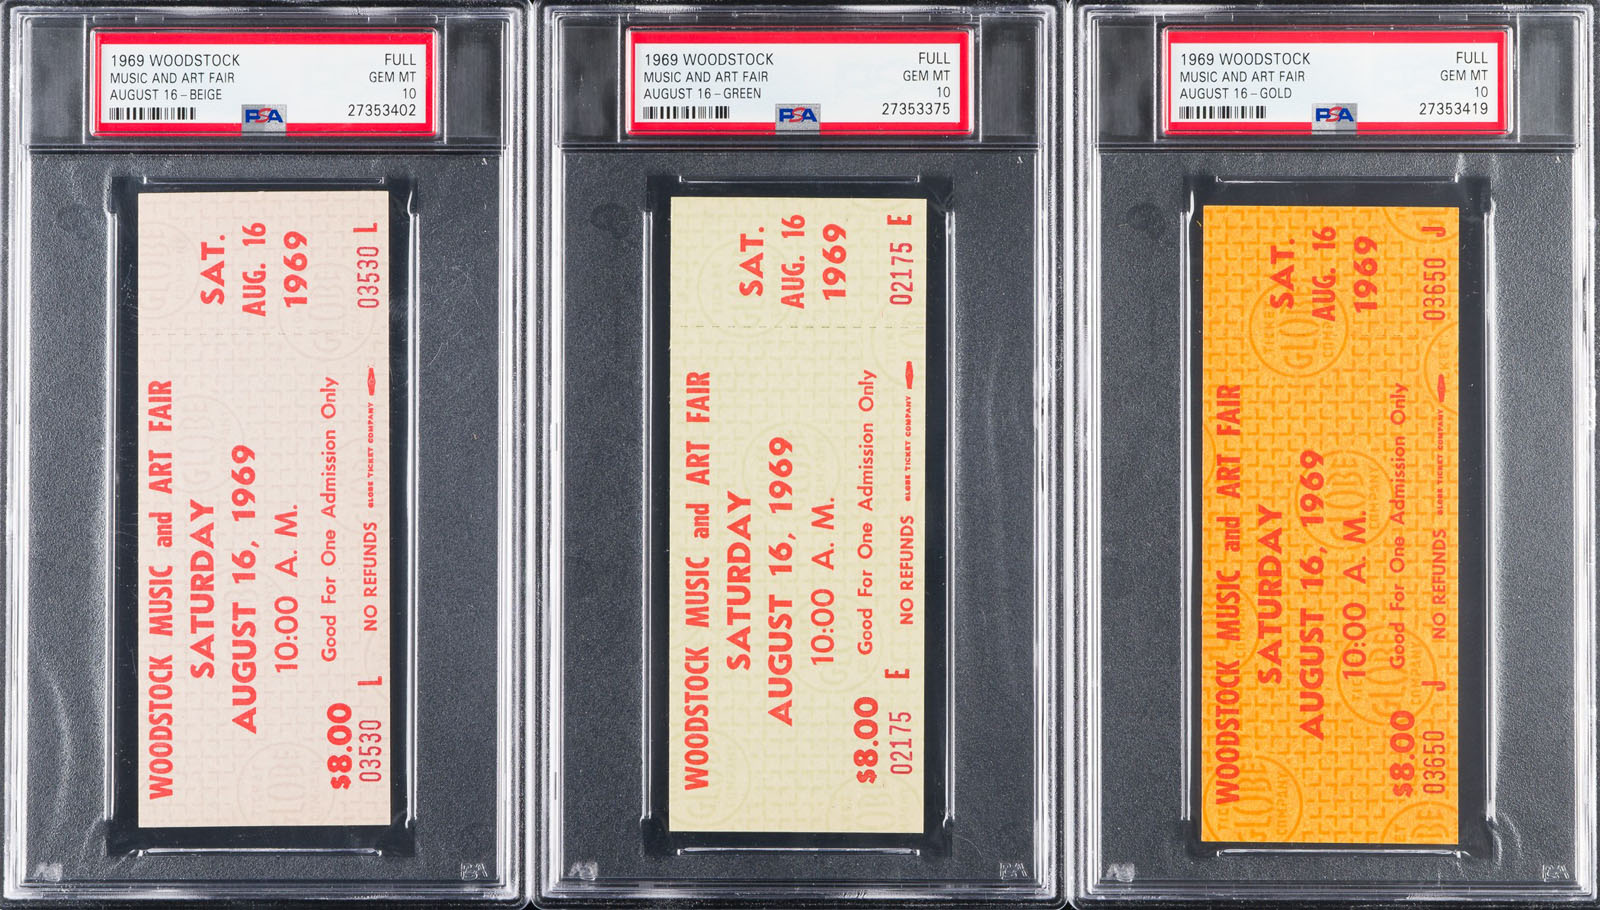 1969 WOODSTOCK FULL
MUSIC AND ART FAIR GEM MT
AUGUST 16 - BEIGE 10
PSA 27353402
SAT.
AUG. 16
1969
03530 L
WOODSTOCK MUSIC and ART FAIR
SATURDAY
AUGUST 16, 1969
10:00 A. M.
Good For One Admission Only
$8.00
NO REFUNDS GLOBE TICKET COMPANY
03530 L
1969 WOODSTOCK FULL
MUSIC AND ART FAIR GEM MT
AUGUST 16 - GREEN 10
PSA 27353375
SAT.
AUG. 16
1969
02175 E
WOODSTOCK MUSIC and ART FAIR
SATURDAY
AUGUST 16, 1969
10:00 A. M.
Good For One Admission Only
$8.00
NO REFUNDS GLOBE TICKET COMPANY
02175 E
1969 WOODSTOCK FULL
MUSIC AND ART FAIR GEM MT
AUGUST 16 - GOLD 10
PSA 27353419
SAT.
AUG. 16
1969
03650 J
WOODSTOCK MUSIC and ART FAIR
SATURDAY
AUGUST 16, 1969
10:00 A. M.
Good For One Admission Only
$8.00
NO REFUNDS GLOBE TICKET COMPANY
03650 J